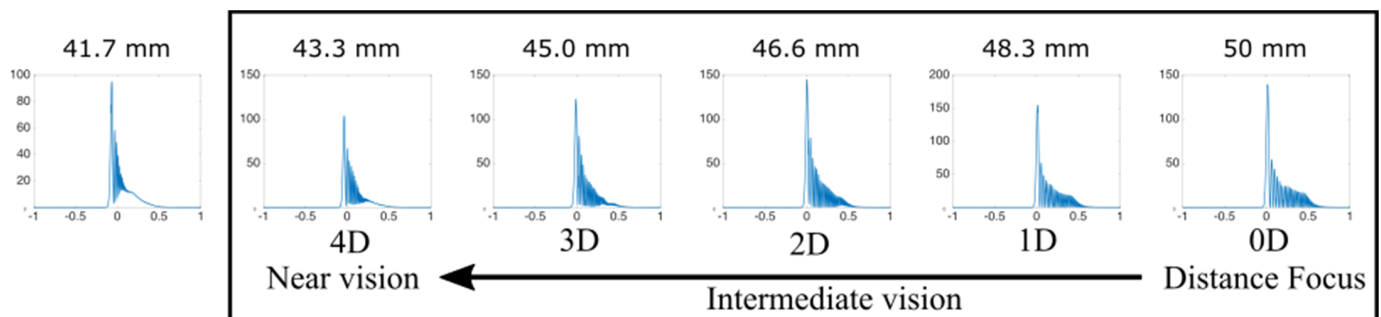 41.7 mm 43.3 mm 45.0 mm 46.6 mm 48.3 mm 50 mm
100 150 150 150 200 150
80
60
40
20
100 100 100 150 100
50 50 50 100 50
50
-1 -0.5 0 0.5 1 -1 -0.5 0 0.5 1 -1 -0.5 0 0.5 1 -1 -0.5 0 0.5 1 -1 -0.5 0 0.5 1 -1 -0.5 0 0.5 1
4D 3D 2D 1D 0D
Near vision Distance Focus
Intermediate vision